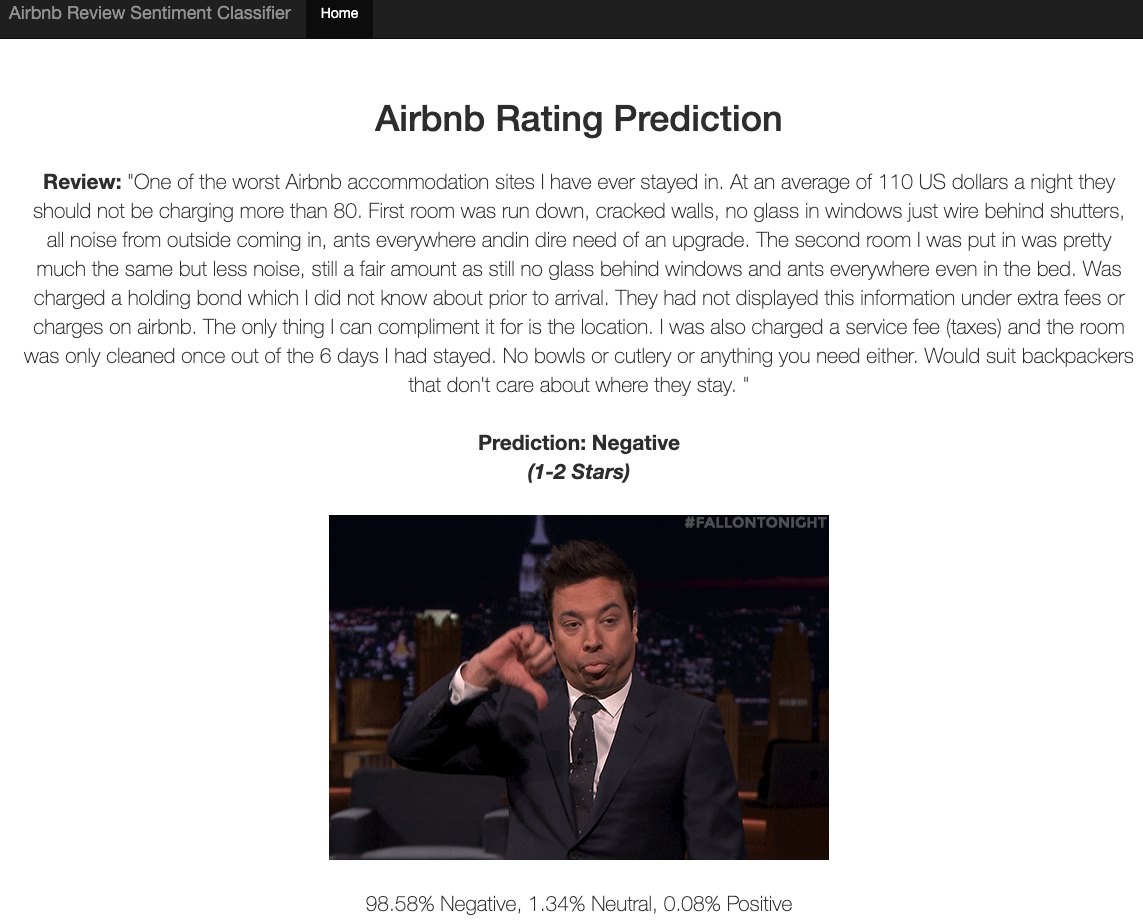 Airbnb Review Sentiment Classifier Home
Airbnb Rating Prediction
Review: "One of the worst Airbnb accommodation sites I have ever stayed in. At an average of 110 US dollars a night they
should not be charging more than 80. First room was run down, cracked walls, no glass in windows just wire behind shutters,
all noise from outside coming in, ants everywhere andin dire need of an upgrade. The second room I was put in was pretty
much the same but less noise, still a fair amount as still no glass behind windows and ants everywhere even in the bed. Was
charged a holding bond which I did not know about prior to arrival. They had not displayed this information under extra fees or
charges on airbnb. The only thing I can compliment it for is the location. I was also charged a service fee (taxes) and the room
was only cleaned once out of the 6 days I had stayed. No bowls or cutlery or anything you need either. Would suit backpackers
that don't care about where they stay. "
Prediction: Negative
(1-2 Stars)
#FALLONTONIGHT
98.58% Negative, 1.34% Neutral, 0.08% Positive